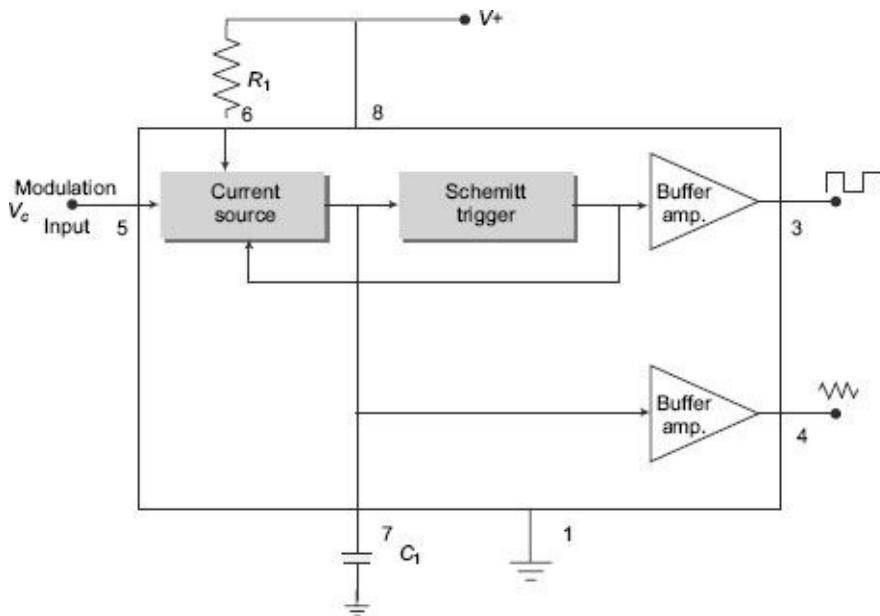 V+
R1
6
8
Modulation
Vc
Input
5
Current
source
Schemitt
trigger
Buffer
amp.
3
Buffer
amp.
4
7
C1
1